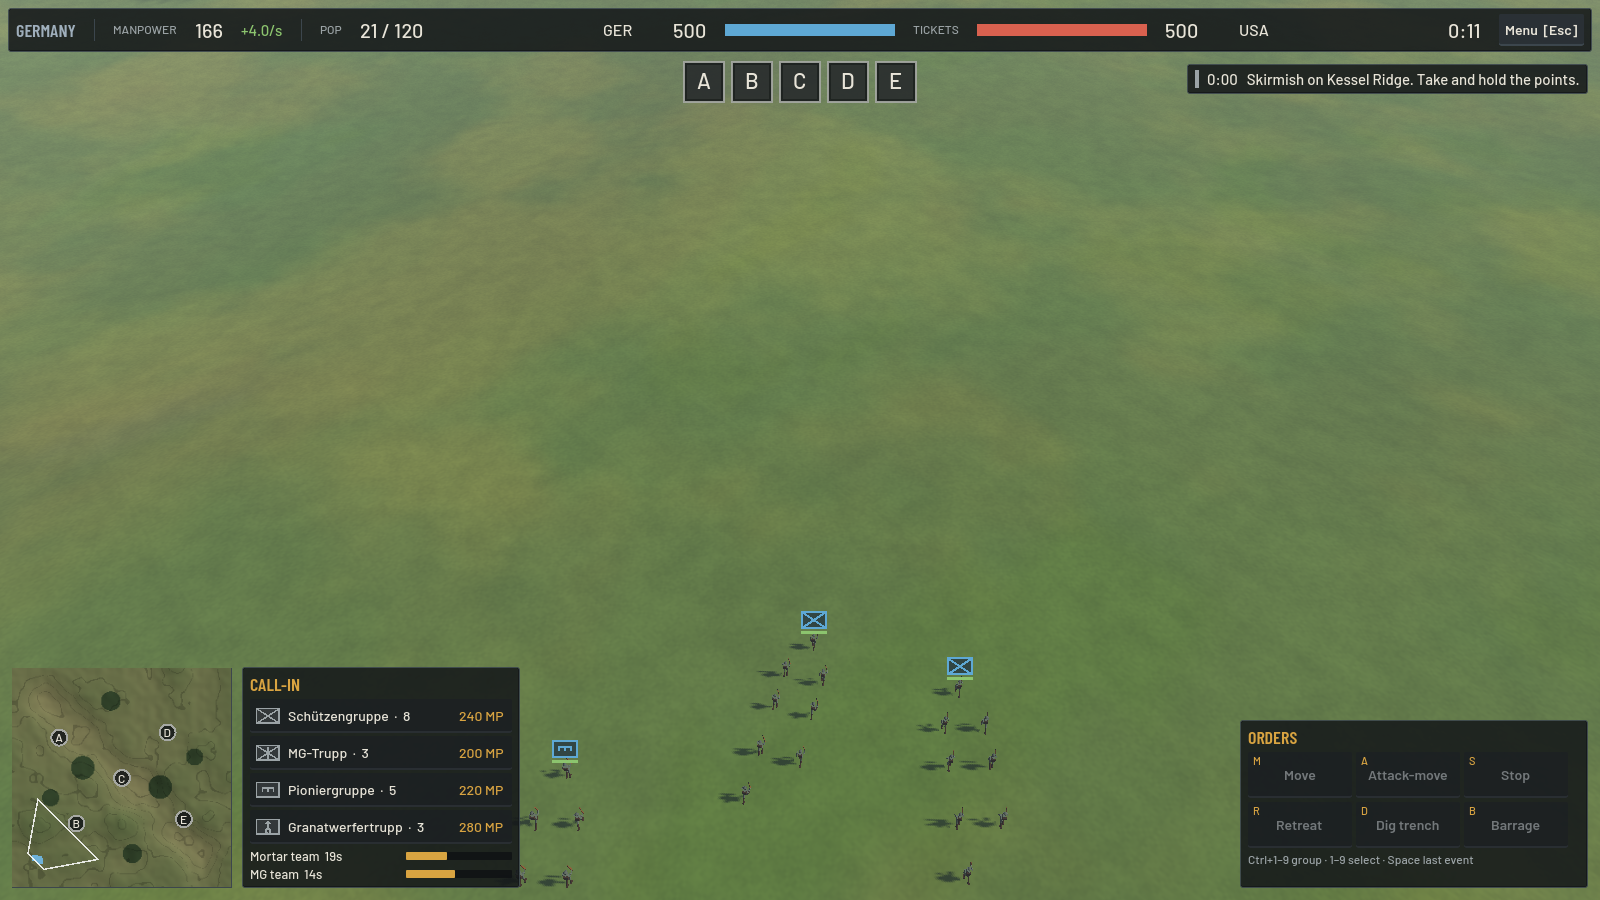 GERMANY MANPOWER 166 +4.0/s POP 21 / 120 GER 500 TICKETS 500 USA 0:11 Menu [Esc]
A B C D E
0:00 Skirmish on Kessel Ridge. Take and hold the points.
A
D
C
B
E
CALL-IN
Schützengruppe · 8 240 MP
MG-Trupp · 3 200 MP
Pioniergruppe · 5 220 MP
Granatwerfertrupp · 3 280 MP
Mortar team 19s
MG team 14s
ORDERS
M Move A Attack-move S Stop
R Retreat D Dig trench B Barrage
Ctrl+1–9 group · 1–9 select · Space last event